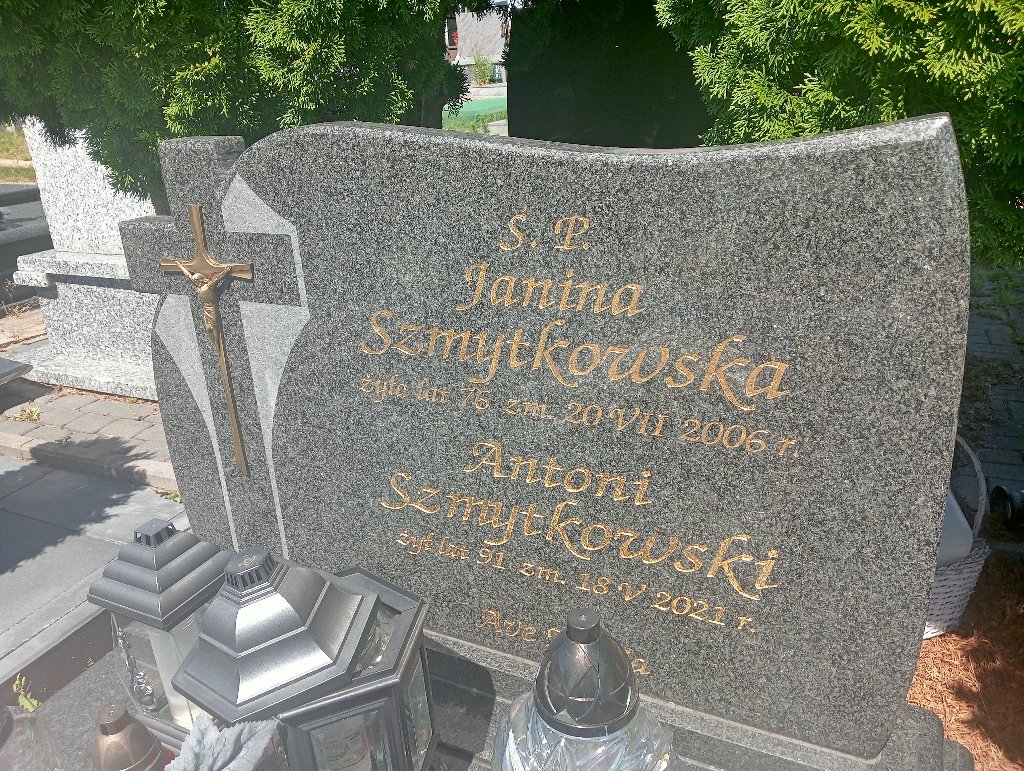 Ś. P.
Janina
Szmytkowska
żyła lat 76. zm. 20 VII 2006 r.
Antoni
Szmytkowski
żył lat 91 zm. 18 V 2021 r.
Ave